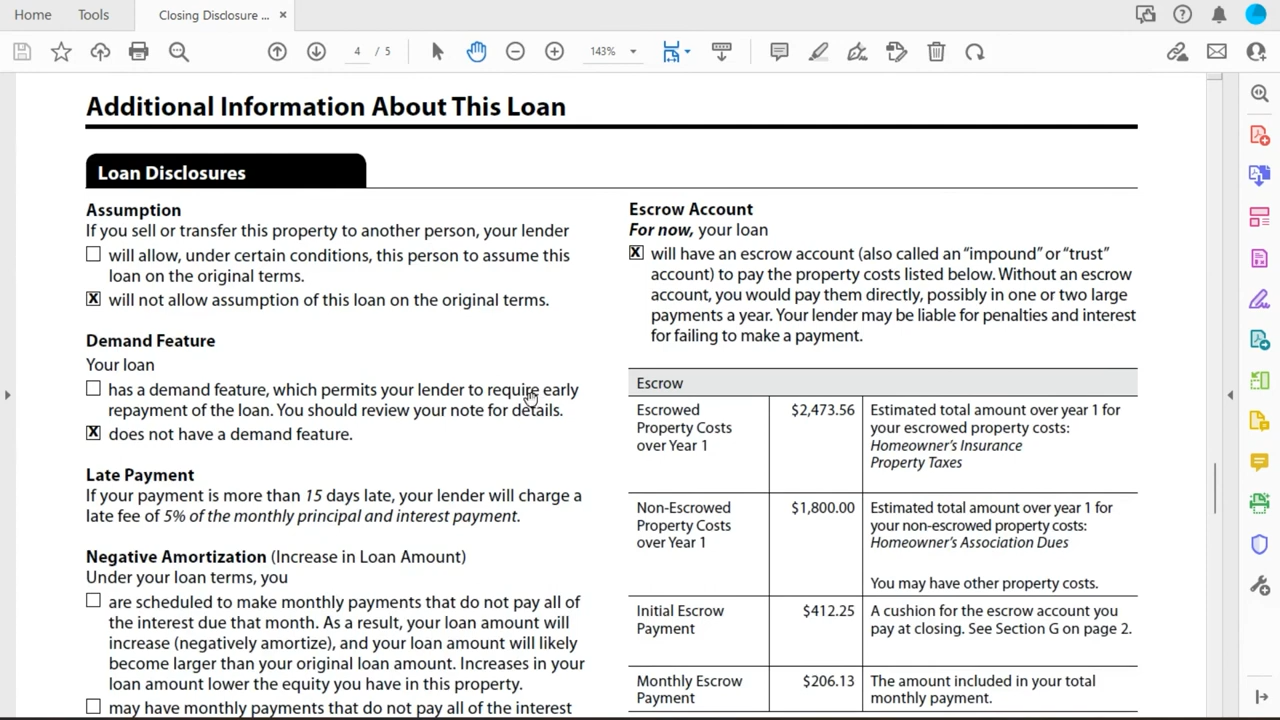 Home
Tools
Closing Disclosure ...
4 / 5
143%
Additional Information About This Loan
Loan Disclosures
Assumption
If you sell or transfer this property to another person, your lender
will allow, under certain conditions, this person to assume this
loan on the original terms.
X will not allow assumption of this loan on the original terms.
Demand Feature
Your loan
has a demand feature, which permits your lender to require early
repayment of the loan. You should review your note for details.
X does not have a demand feature.
Late Payment
If your payment is more than 15 days late, your lender will charge a
late fee of 5% of the monthly principal and interest payment.
Negative Amortization (Increase in Loan Amount)
Under your loan terms, you
are scheduled to make monthly payments that do not pay all of
the interest due that month. As a result, your loan amount will
increase (negatively amortize), and your loan amount will likely
become larger than your original loan amount. Increases in your
loan amount lower the equity you have in this property.
may have monthly payments that do not pay all of the interest
Escrow Account
For now, your loan
X will have an escrow account (also called an “impound” or “trust”
account) to pay the property costs listed below. Without an escrow
account, you would pay them directly, possibly in one or two large
payments a year. Your lender may be liable for penalties and interest
for failing to make a payment.
Escrow
Escrowed
Property Costs
over Year 1
$2,473.56
Estimated total amount over year 1 for
your escrowed property costs:
Homeowner’s Insurance
Property Taxes
Non-Escrowed
Property Costs
over Year 1
$1,800.00
Estimated total amount over year 1 for
your non-escrowed property costs:
Homeowner’s Association Dues
You may have other property costs.
Initial Escrow
Payment
$412.25
A cushion for the escrow account you
pay at closing. See Section G on page 2.
Monthly Escrow
Payment
$206.13
The amount included in your total
monthly payment.